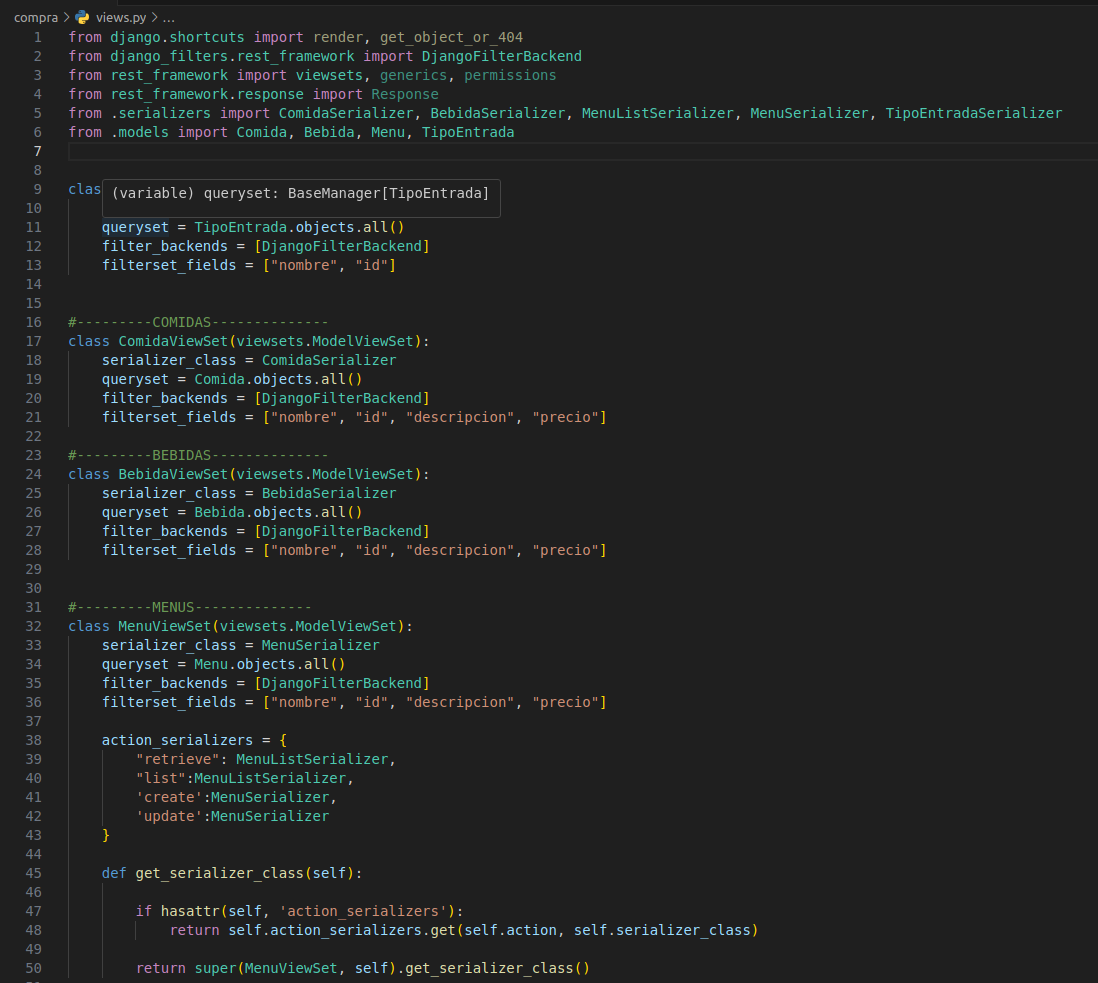 compra > views.py > ...
1 from django.shortcuts import render, get_object_or_404
2 from django_filters.rest_framework import DjangoFilterBackend
3 from rest_framework import viewsets, generics, permissions
4 from rest_framework.response import Response
5 from .serializers import ComidaSerializer, BebidaSerializer, MenuListSerializer, MenuSerializer, TipoEntradaSerializer
6 from .models import Comida, Bebida, Menu, TipoEntrada
7
8
9 clas (variable) queryset: BaseManager[TipoEntrada]
10
11     queryset = TipoEntrada.objects.all()
12     filter_backends = [DjangoFilterBackend]
13     filterset_fields = ["nombre", "id"]
14
15
16 #---------COMIDAS--------------
17 class ComidaViewSet(viewsets.ModelViewSet):
18     serializer_class = ComidaSerializer
19     queryset = Comida.objects.all()
20     filter_backends = [DjangoFilterBackend]
21     filterset_fields = ["nombre", "id", "descripcion", "precio"]
22
23 #---------BEBIDAS--------------
24 class BebidaViewSet(viewsets.ModelViewSet):
25     serializer_class = BebidaSerializer
26     queryset = Bebida.objects.all()
27     filter_backends = [DjangoFilterBackend]
28     filterset_fields = ["nombre", "id", "descripcion", "precio"]
29
30
31 #---------MENUS--------------
32 class MenuViewSet(viewsets.ModelViewSet):
33     serializer_class = MenuSerializer
34     queryset = Menu.objects.all()
35     filter_backends = [DjangoFilterBackend]
36     filterset_fields = ["nombre", "id", "descripcion", "precio"]
37
38     action_serializers = {
39         "retrieve": MenuListSerializer,
40         "list":MenuListSerializer,
41         'create':MenuSerializer,
42         'update':MenuSerializer
43     }
44
45     def get_serializer_class(self):
46
47         if hasattr(self, 'action_serializers'):
48             return self.action_serializers.get(self.action, self.serializer_class)
49
50         return super(MenuViewSet, self).get_serializer_class()